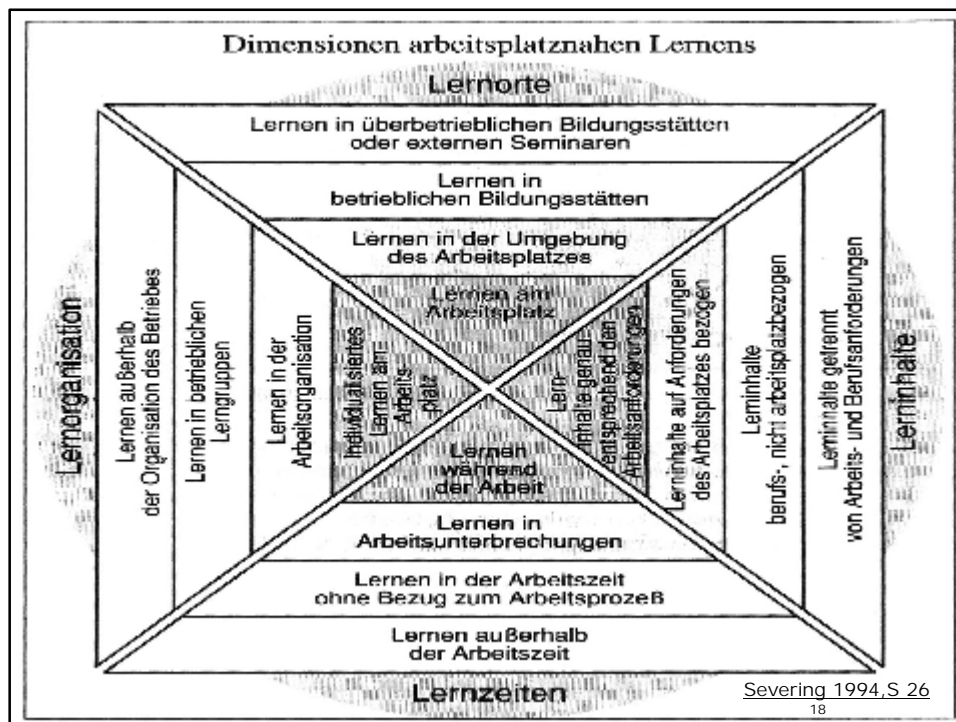 Dimensionen arbeitsplatznahen Lernens
Lernorte
Lernen in überbetrieblichen Bildungsstätten
oder externen Seminaren
Lernen in
betrieblichen Bildungsstätten
Lernen in der Umgebung
des Arbeitsplatzes
Lernen am
Arbeitsplatz
Lernorganisation
Lernen außerhalb
der Organisation des Betriebes
Lernen in betrieblichen
Lerngruppen
Lernen in der
Arbeitsorganisation
Individualisiertes
Lernen am
Arbeits-
platz
Lern-
inhalte genau
entsprechend den
Arbeitsanforderungen
Lerninhalte auf Anforderungen
des Arbeitsplatzes bezogen
Lerninhalte
berufs-, nicht arbeitsplatzbezogen
Lerninhalte getrennt
von Arbeits- und Berufsanforderungen
Lerninhalte
Lernen
während
der Arbeit
Lernen in
Arbeitsunterbrechungen
Lernen in der Arbeitszeit
ohne Bezug zum Arbeitsprozeß
Lernen außerhalb
der Arbeitszeit
Lernzeiten
Severing 1994,S 26
18